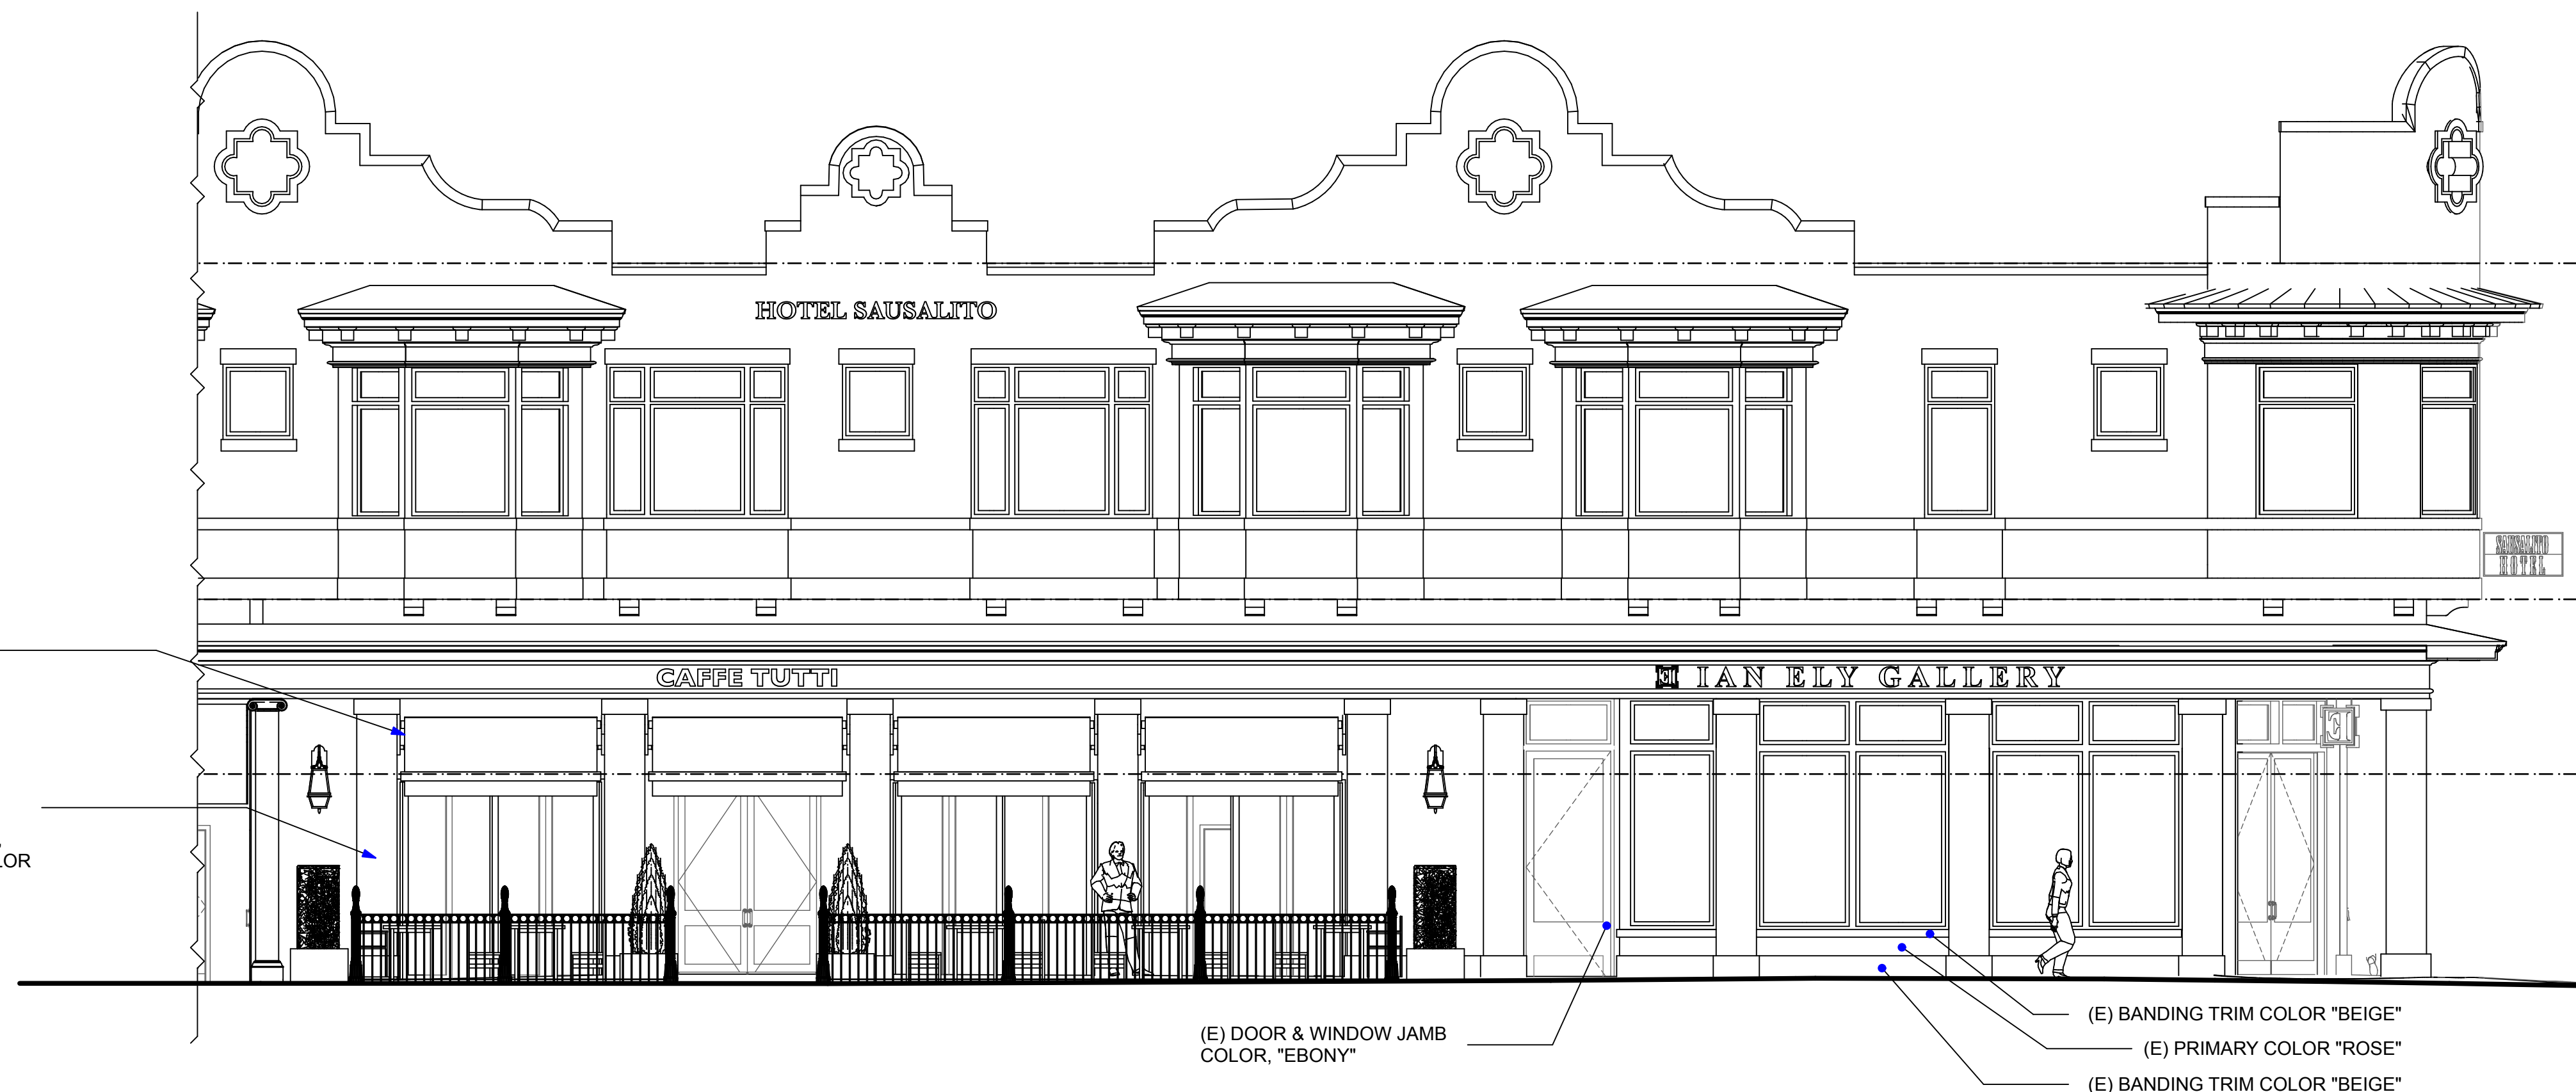 HOTEL SAUSALITO
SAUSALITO
HOTEL
CAFFE TUTTI
E IAN ELY GALLERY
E
(E) DOOR & WINDOW JAMB
COLOR, "EBONY"
(E) BANDING TRIM COLOR "BEIGE"
(E) PRIMARY COLOR "ROSE"
(E) BANDING TRIM COLOR "BEIGE"